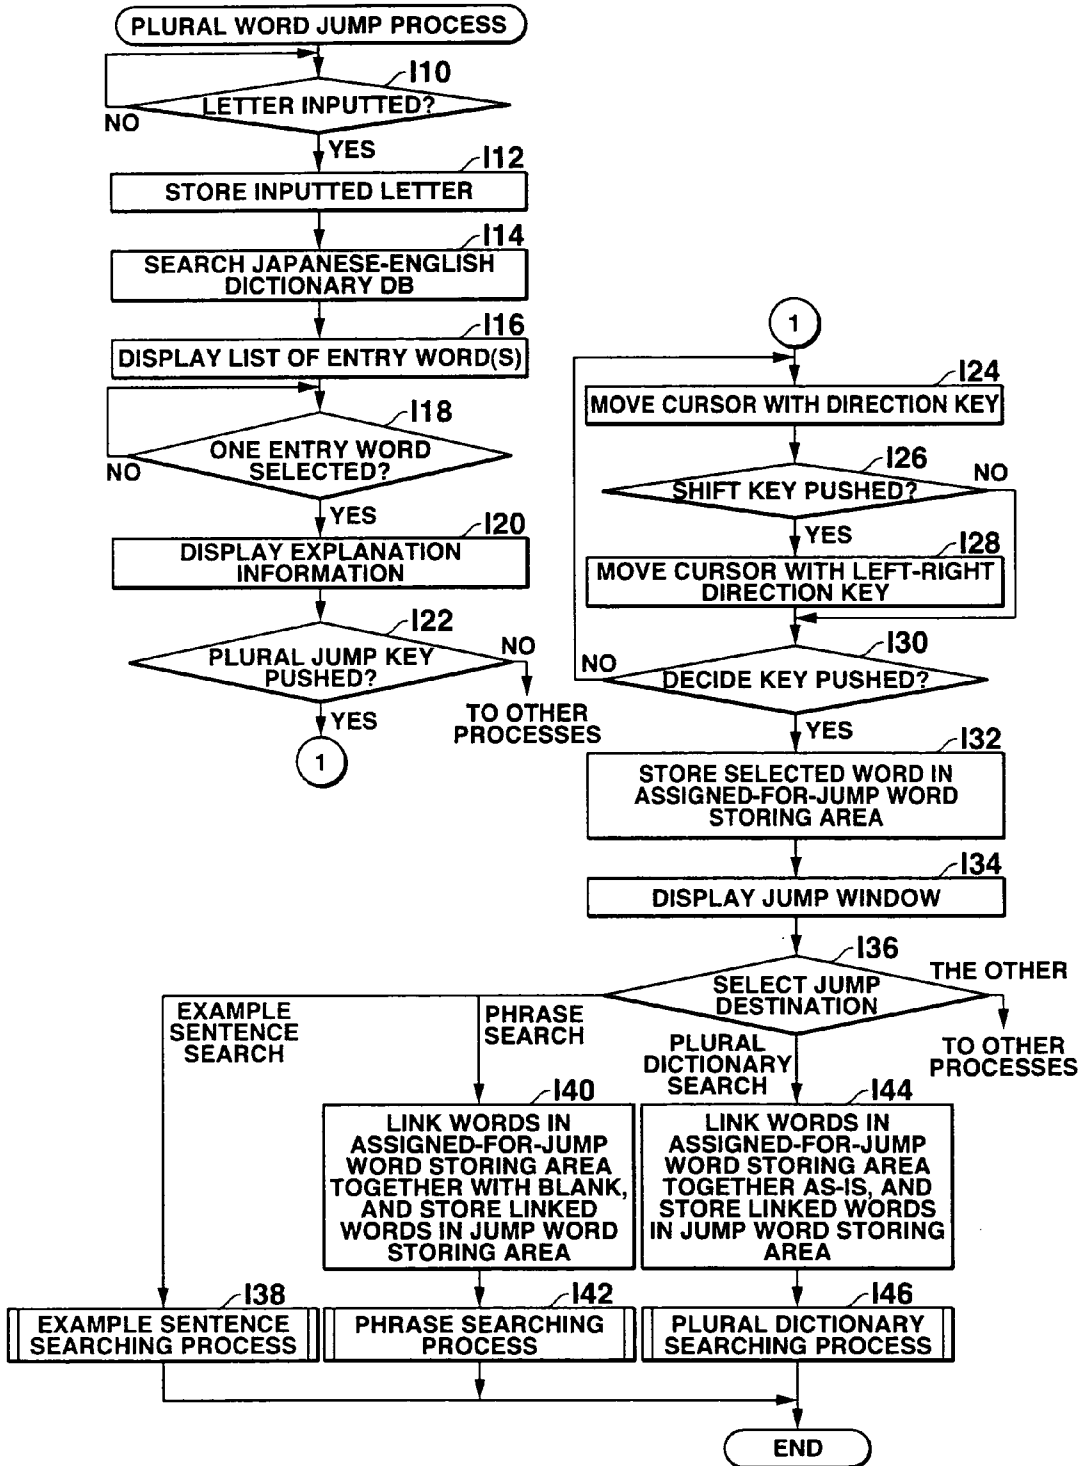 PLURAL WORD JUMP PROCESS
I10
LETTER INPUTTED?
NO
YES
I12
STORE INPUTTED LETTER
I14
SEARCH JAPANESE-ENGLISH
DICTIONARY DB
I16
DISPLAY LIST OF ENTRY WORD(S)
I18
ONE ENTRY WORD
SELECTED?
NO
YES
I20
DISPLAY EXPLANATION
INFORMATION
I22
PLURAL JUMP KEY
PUSHED?
NO
TO OTHER
PROCESSES
YES
1
1
I24
MOVE CURSOR WITH DIRECTION KEY
I26
SHIFT KEY PUSHED?
NO
YES
I28
MOVE CURSOR WITH LEFT-RIGHT
DIRECTION KEY
I30
NO
DECIDE KEY PUSHED?
YES
I32
STORE SELECTED WORD IN
ASSIGNED-FOR-JUMP WORD
STORING AREA
I34
DISPLAY JUMP WINDOW
I36
SELECT JUMP
DESTINATION
THE OTHER
TO OTHER
PROCESSES
EXAMPLE
SENTENCE
SEARCH
PHRASE
SEARCH
PLURAL
DICTIONARY
SEARCH
I40
LINK WORDS IN
ASSIGNED-FOR-JUMP
WORD STORING AREA
TOGETHER WITH BLANK,
AND STORE LINKED
WORDS IN JUMP WORD
STORING AREA
I44
LINK WORDS IN
ASSIGNED-FOR-JUMP
WORD STORING AREA
TOGETHER AS-IS, AND
STORE LINKED WORDS
IN JUMP WORD STORING
AREA
I38
EXAMPLE SENTENCE
SEARCHING PROCESS
I42
PHRASE SEARCHING
PROCESS
I46
PLURAL DICTIONARY
SEARCHING PROCESS
END